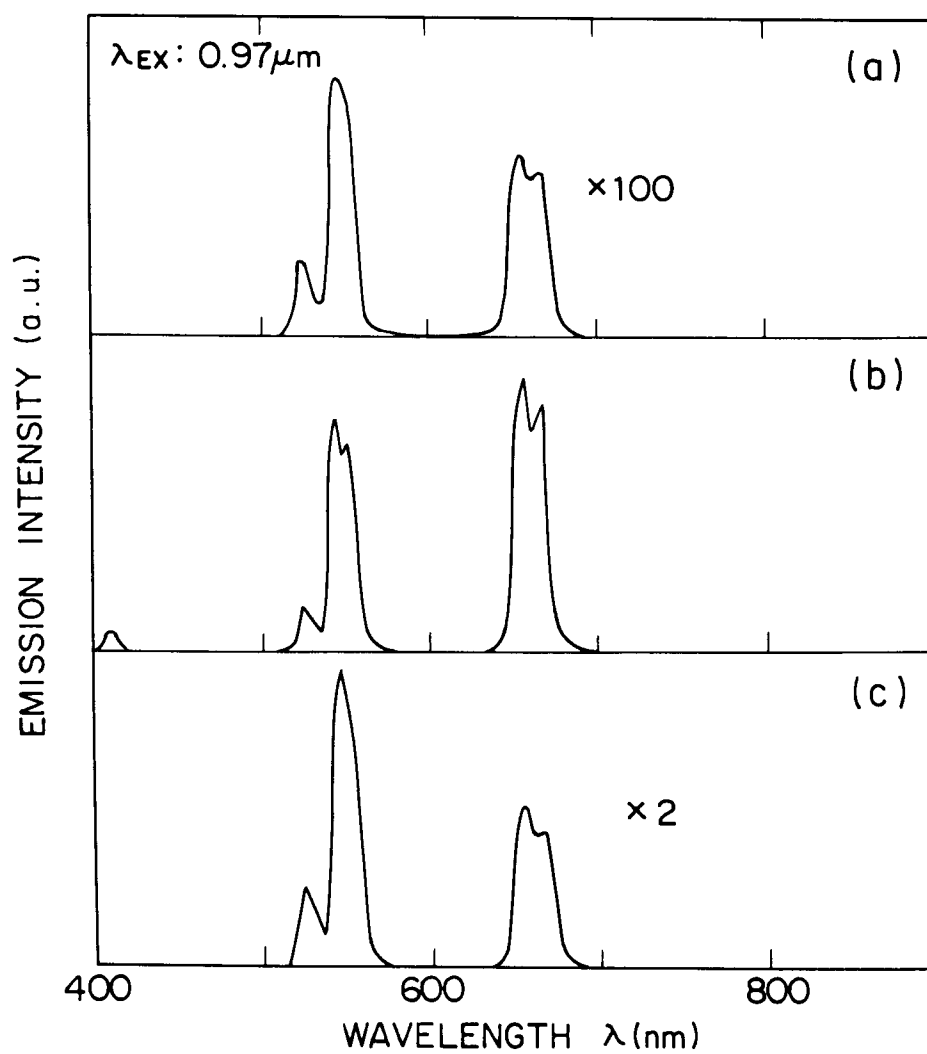 λEX: 0.97μm
(a)
×100
(b)
(c)
×2
EMISSION INTENSITY (a.u.)
400
600
800
WAVELENGTH λ(nm)